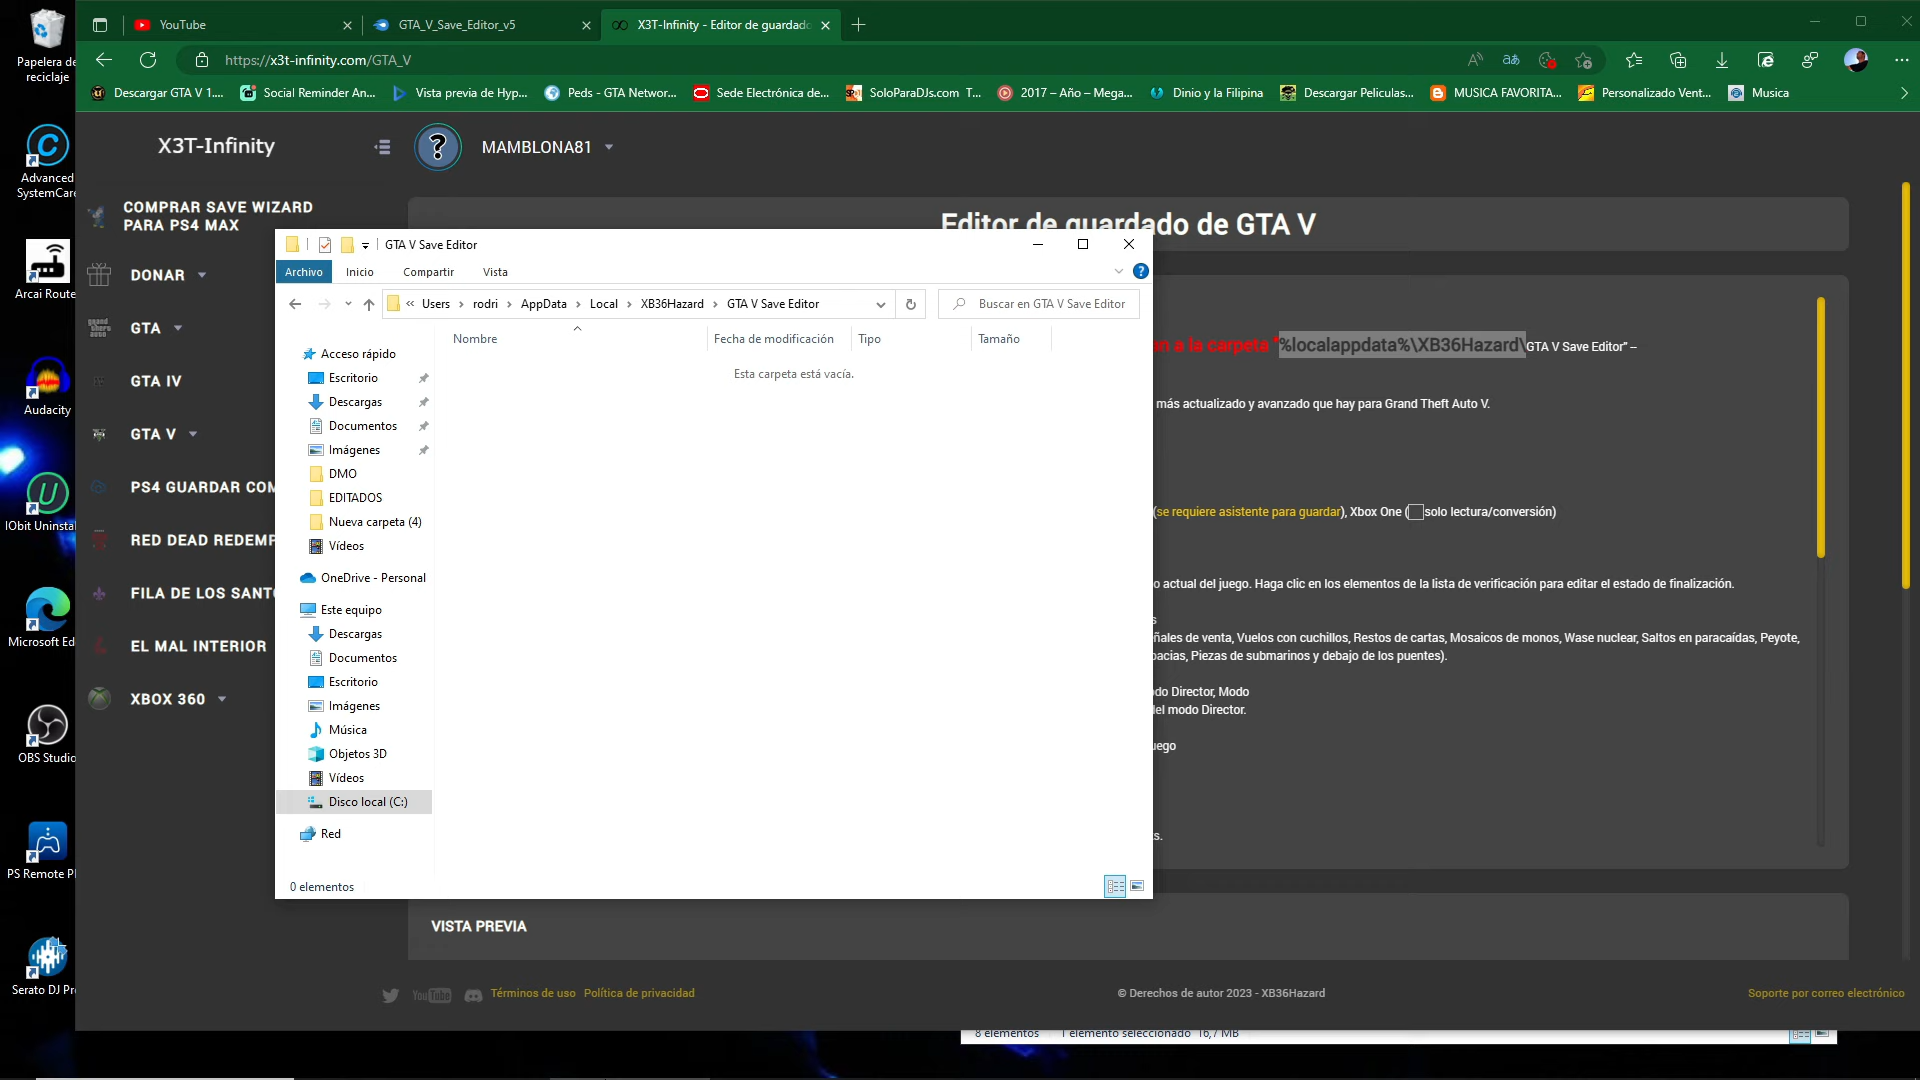 Papelera de
reciclaje
Advanced
SystemCare
Arcai Route
Audacity
IObit Uninstal
Microsoft Ed
OBS Studio
PS Remote Pl
Serato DJ Pro
YouTube
GTA_V_Save_Editor_v5
X3T-Infinity - Editor de guardado
https://x3t-infinity.com/GTA_V
Descargar GTA V 1....
Social Reminder An...
Vista previa de Hyp...
Peds - GTA Networ...
Sede Electrónica de...
SoloParaDJs.com T...
2017 – Año – Mega...
Dinio y la Filipina
Descargar Peliculas...
MUSICA FAVORITA...
Personalizado Vent...
Musica
X3T-Infinity
MAMBLONA81
COMPRAR SAVE WIZARD
PARA PS4 MAX
DONAR
GTA
GTA IV
GTA V
PS4 GUARDAR COM
RED DEAD REDEMP
FILA DE LOS SANTO
EL MAL INTERIOR
XBOX 360
Editor de guardado de GTA V
GTA V Save Editor
Archivo Inicio Compartir Vista
« Users › rodri › AppData › Local › XB36Hazard › GTA V Save Editor
Buscar en GTA V Save Editor
Nombre Fecha de modificación Tipo Tamaño
Esta carpeta está vacía.
Acceso rápido
Escritorio
Descargas
Documentos
Imágenes
DMO
EDITADOS
Nueva carpeta (4)
Vídeos
OneDrive - Personal
Este equipo
Descargas
Documentos
Escritorio
Imágenes
Música
Objetos 3D
Vídeos
Disco local (C:)
Red
0 elementos
a la carpeta "%localappdata%\XB36Hazard\GTA V Save Editor" –
más actualizado y avanzado que hay para Grand Theft Auto V.
(se requiere asistente para guardar), Xbox One (solo lectura/conversión)
o actual del juego. Haga clic en los elementos de la lista de verificación para editar el estado de finalización.
s
ñales de venta, Vuelos con cuchillos, Restos de cartas, Mosaicos de monos, Wase nuclear, Saltos en paracaídas, Peyote,
pacias, Piezas de submarinos y debajo de los puentes).
do Director, Modo
del modo Director.
uego
s.
VISTA PREVIA
YouTube
Términos de uso Política de privacidad
© Derechos de autor 2023 - XB36Hazard
Soporte por correo electrónico
8 elementos 1 elemento seleccionado 16,7 MB